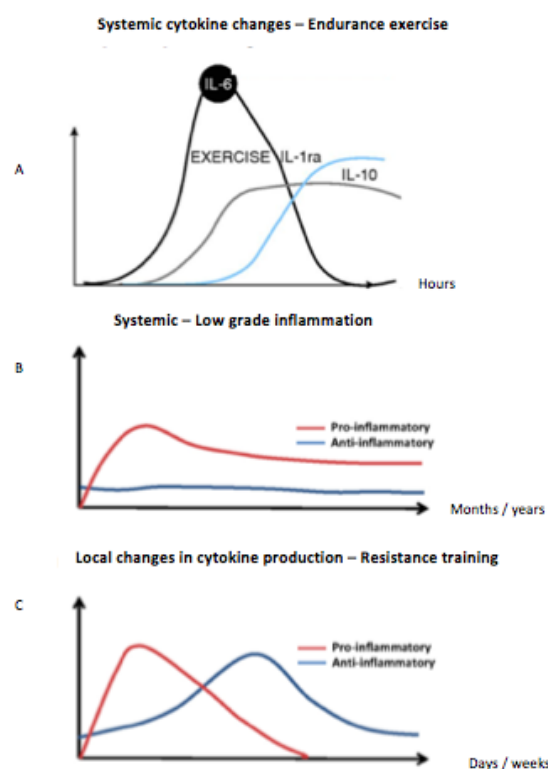 Systemic cytokine changes – Endurance exercise
IL-6
EXERCISE IL-1ra
IL-10
A
Hours
Systemic – Low grade inflammation
B
Pro-inflammatory
Anti-inflammatory
Months / years
Local changes in cytokine production – Resistance training
C
Pro-inflammatory
Anti-inflammatory
Days / weeks